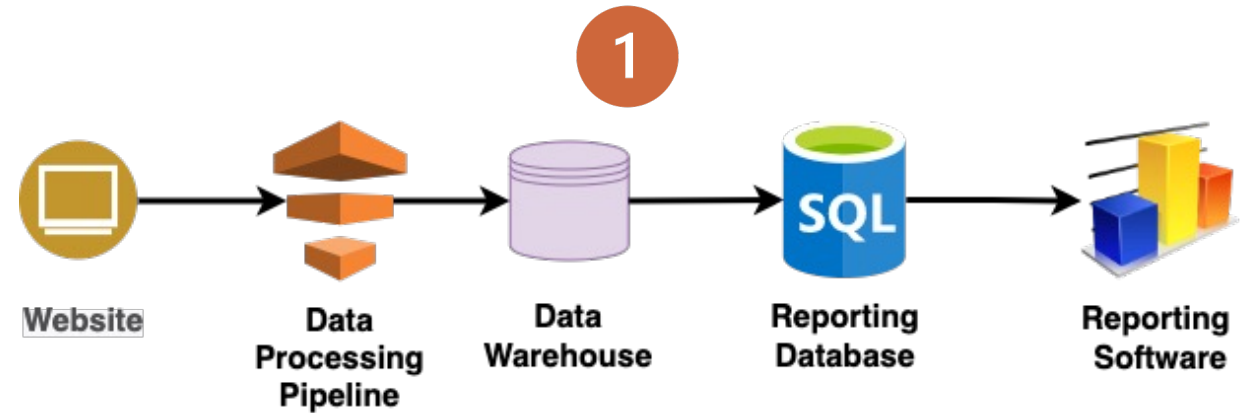 1
SQL
Website
Data
Processing
Pipeline
Data
Warehouse
Reporting
Database
Reporting
Software